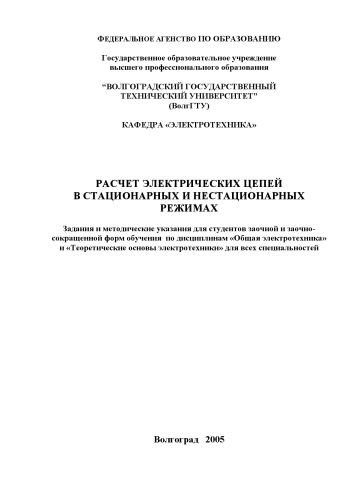 ФЕДЕРАЛЬНОЕ АГЕНСТВО ПО ОБРАЗОВАНИЮ
Государственное образовательное учреждение
высшего профессионального образования
“ВОЛГОГРАДСКИЙ ГОСУДАРСТВЕННЫЙ
ТЕХНИЧЕСКИЙ УНИВЕРСИТЕТ”
(ВолгГТУ)
КАФЕДРА «ЭЛЕКТРОТЕХНИКА»
РАСЧЕТ ЭЛЕКТРИЧЕСКИХ ЦЕПЕЙ
В СТАЦИОНАРНЫХ И НЕСТАЦИОНАРНЫХ
РЕЖИМАХ
Задания и методические указания для студентов заочной и заочно-
сокращенной форм обучения по дисциплинам «Общая электротехника»
и «Теоретические основы электротехники» для всех специальностей
Волгоград 2005